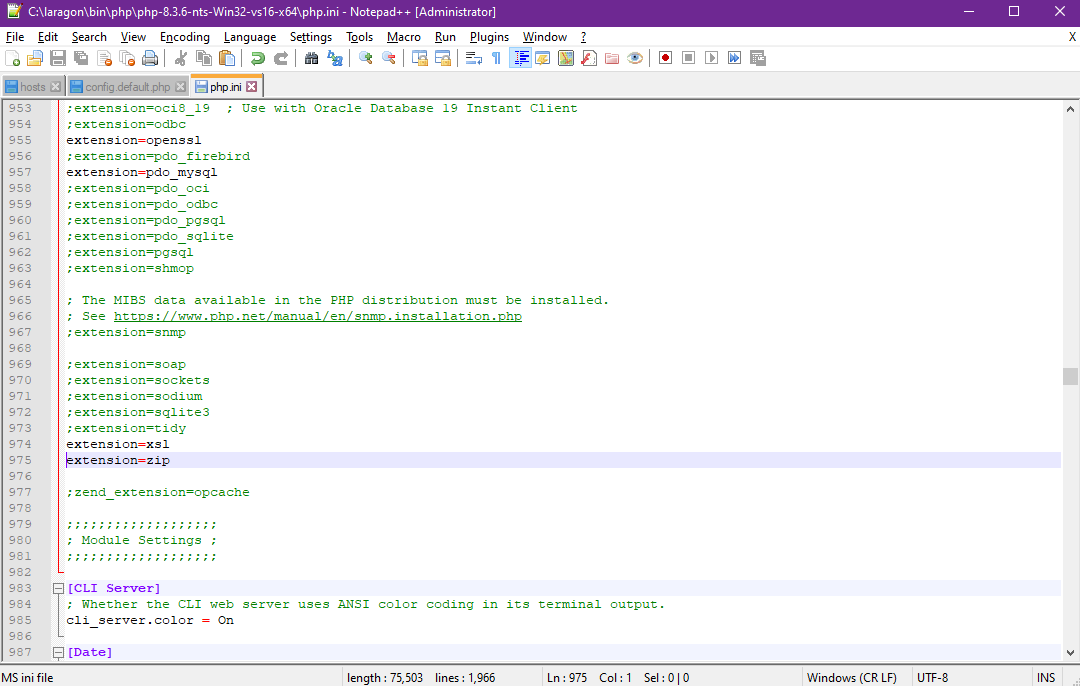 C:\laragon\bin\php\php-8.3.6-nts-Win32-vs16-x64\php.ini - Notepad++ [Administrator]
File Edit Search View Encoding Language Settings Tools Macro Run Plugins Window ? X
hosts config.default.php php.ini
953 ;extension=oci8_19 ; Use with Oracle Database 19 Instant Client
954 ;extension=odbc
955 extension=openssl
956 ;extension=pdo_firebird
957 extension=pdo_mysql
958 ;extension=pdo_oci
959 ;extension=pdo_odbc
960 ;extension=pdo_pgsql
961 ;extension=pdo_sqlite
962 ;extension=pgsql
963 ;extension=shmop
964
965 ; The MIBS data available in the PHP distribution must be installed.
966 ; See https://www.php.net/manual/en/snmp.installation.php
967 ;extension=snmp
968
969 ;extension=soap
970 ;extension=sockets
971 ;extension=sodium
972 ;extension=sqlite3
973 ;extension=tidy
974 extension=xsl
975 extension=zip
976
977 ;zend_extension=opcache
978
979 ;;;;;;;;;;;;;;;;;;;
980 ; Module Settings ;
981 ;;;;;;;;;;;;;;;;;;;
982
983 [CLI Server]
984 ; Whether the CLI web server uses ANSI color coding in its terminal output.
985 cli_server.color = On
986
987 [Date]
MS ini file length : 75,503 lines : 1,966 Ln : 975 Col : 1 Sel : 0 | 0 Windows (CR LF) UTF-8 INS